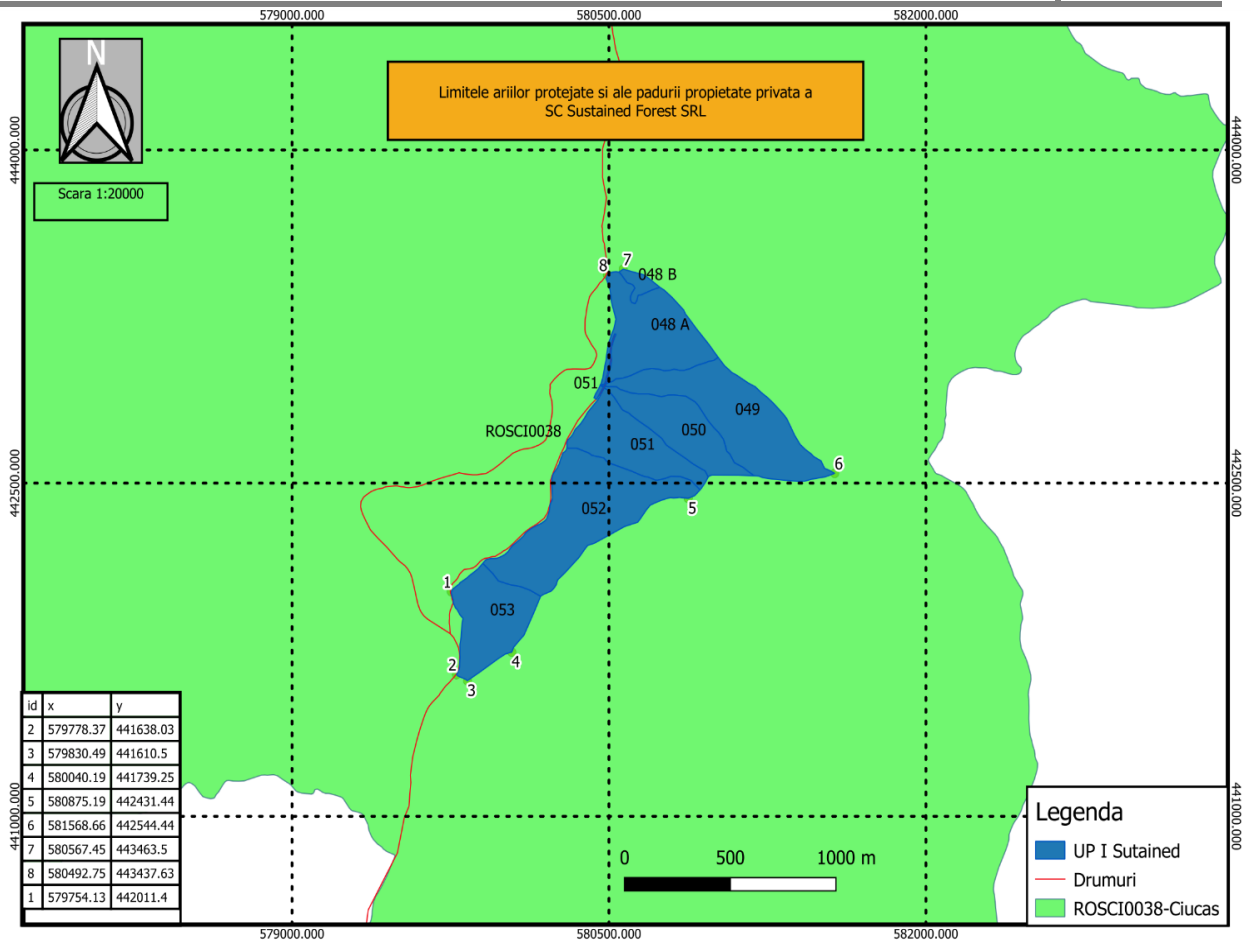 579000.000 580500.000 582000.000
N
Limitele ariilor protejate si ale padurii propietate privata a
SC Sustained Forest SRL
444000.000 444000.000
Scara 1:20000
8 7
048 B
048 A
051
049
ROSCI0038
050
051
6
442500.000 442500.000
052
5
1
053
2
4
3
id x y
2 579778.37 441638.03
3 579830.49 441610.5
4 580040.19 441739.25
5 580875.19 442431.44
6 581568.66 442544.44
7 580567.45 443463.5
8 580492.75 443437.63
1 579754.13 442011.4
441000.000 441000.000
0 500 1000 m
Legenda
UP I Sutained
Drumuri
ROSCI0038-Ciucas
579000.000 580500.000 582000.000